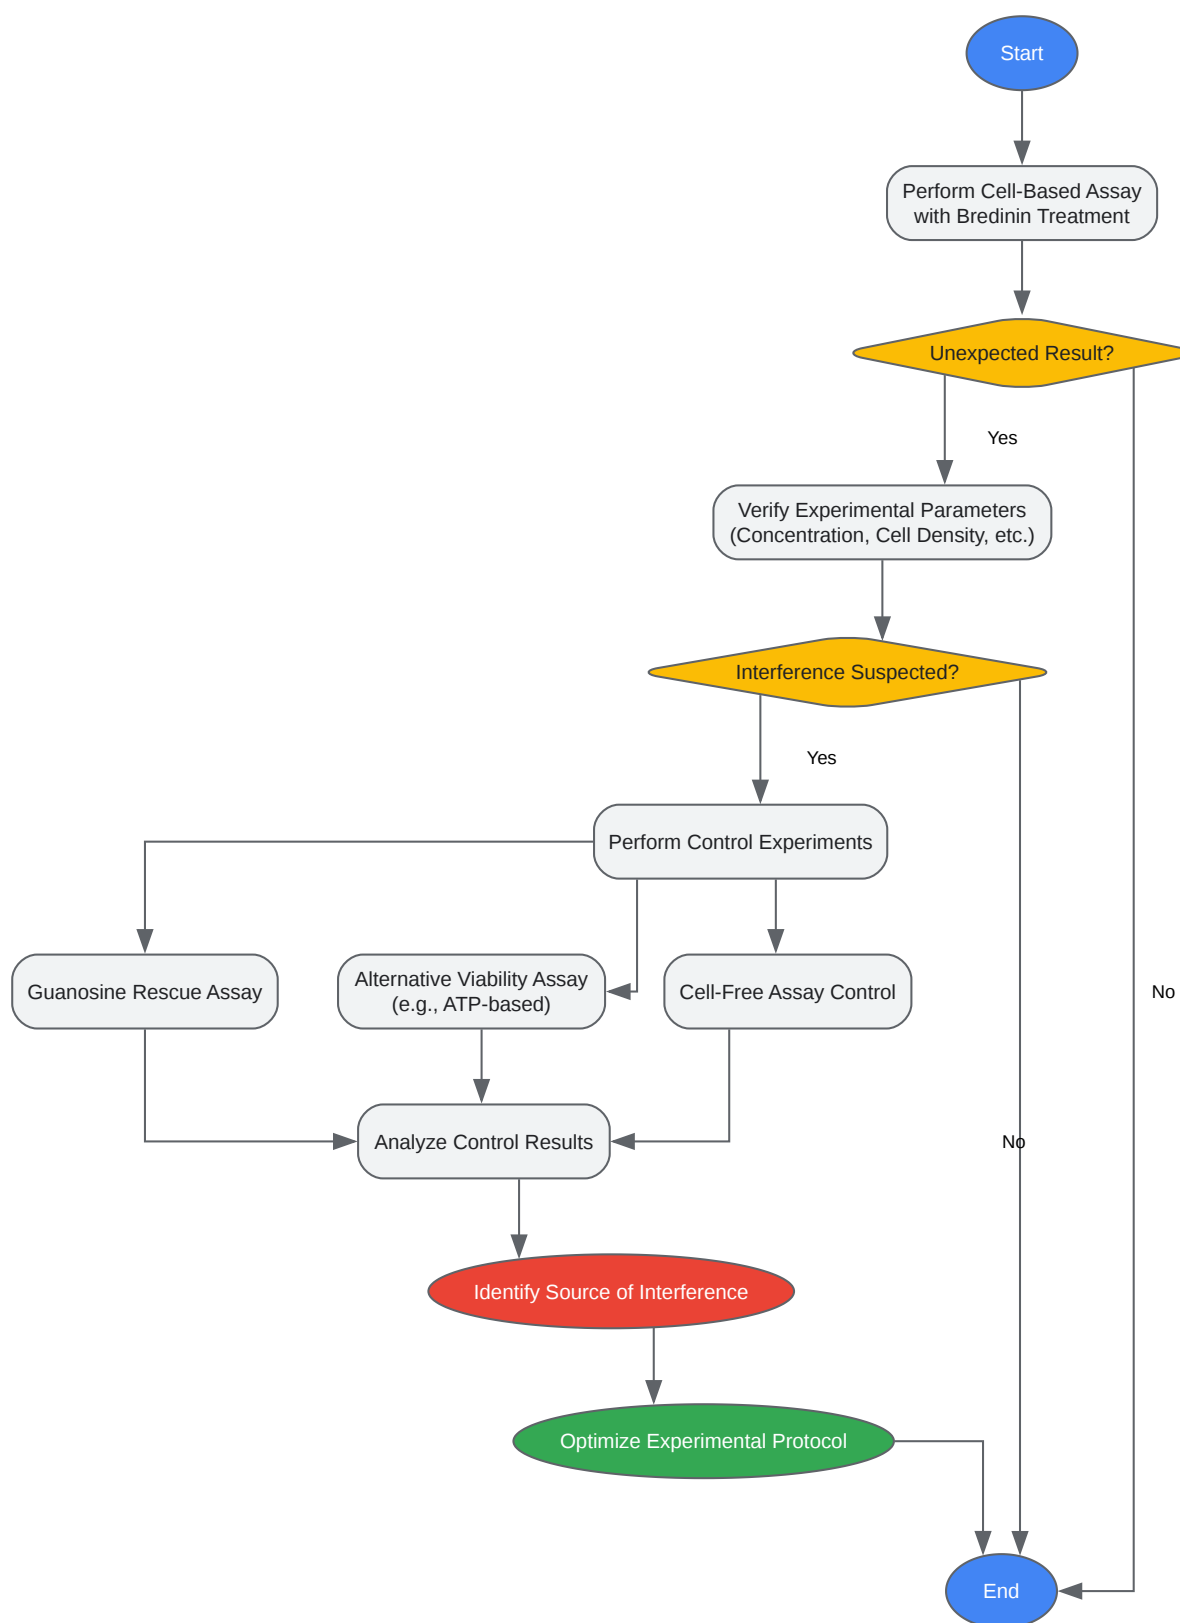 Start
Perform Cell-Based Assay
with Bredinin Treatment
Unexpected Result?
Yes
Verify Experimental Parameters
(Concentration, Cell Density, etc.)
Interference Suspected?
Yes
Perform Control Experiments
Guanosine Rescue Assay
Alternative Viability Assay
(e.g., ATP-based)
Cell-Free Assay Control
No
Analyze Control Results
No
Identify Source of Interference
Optimize Experimental Protocol
End